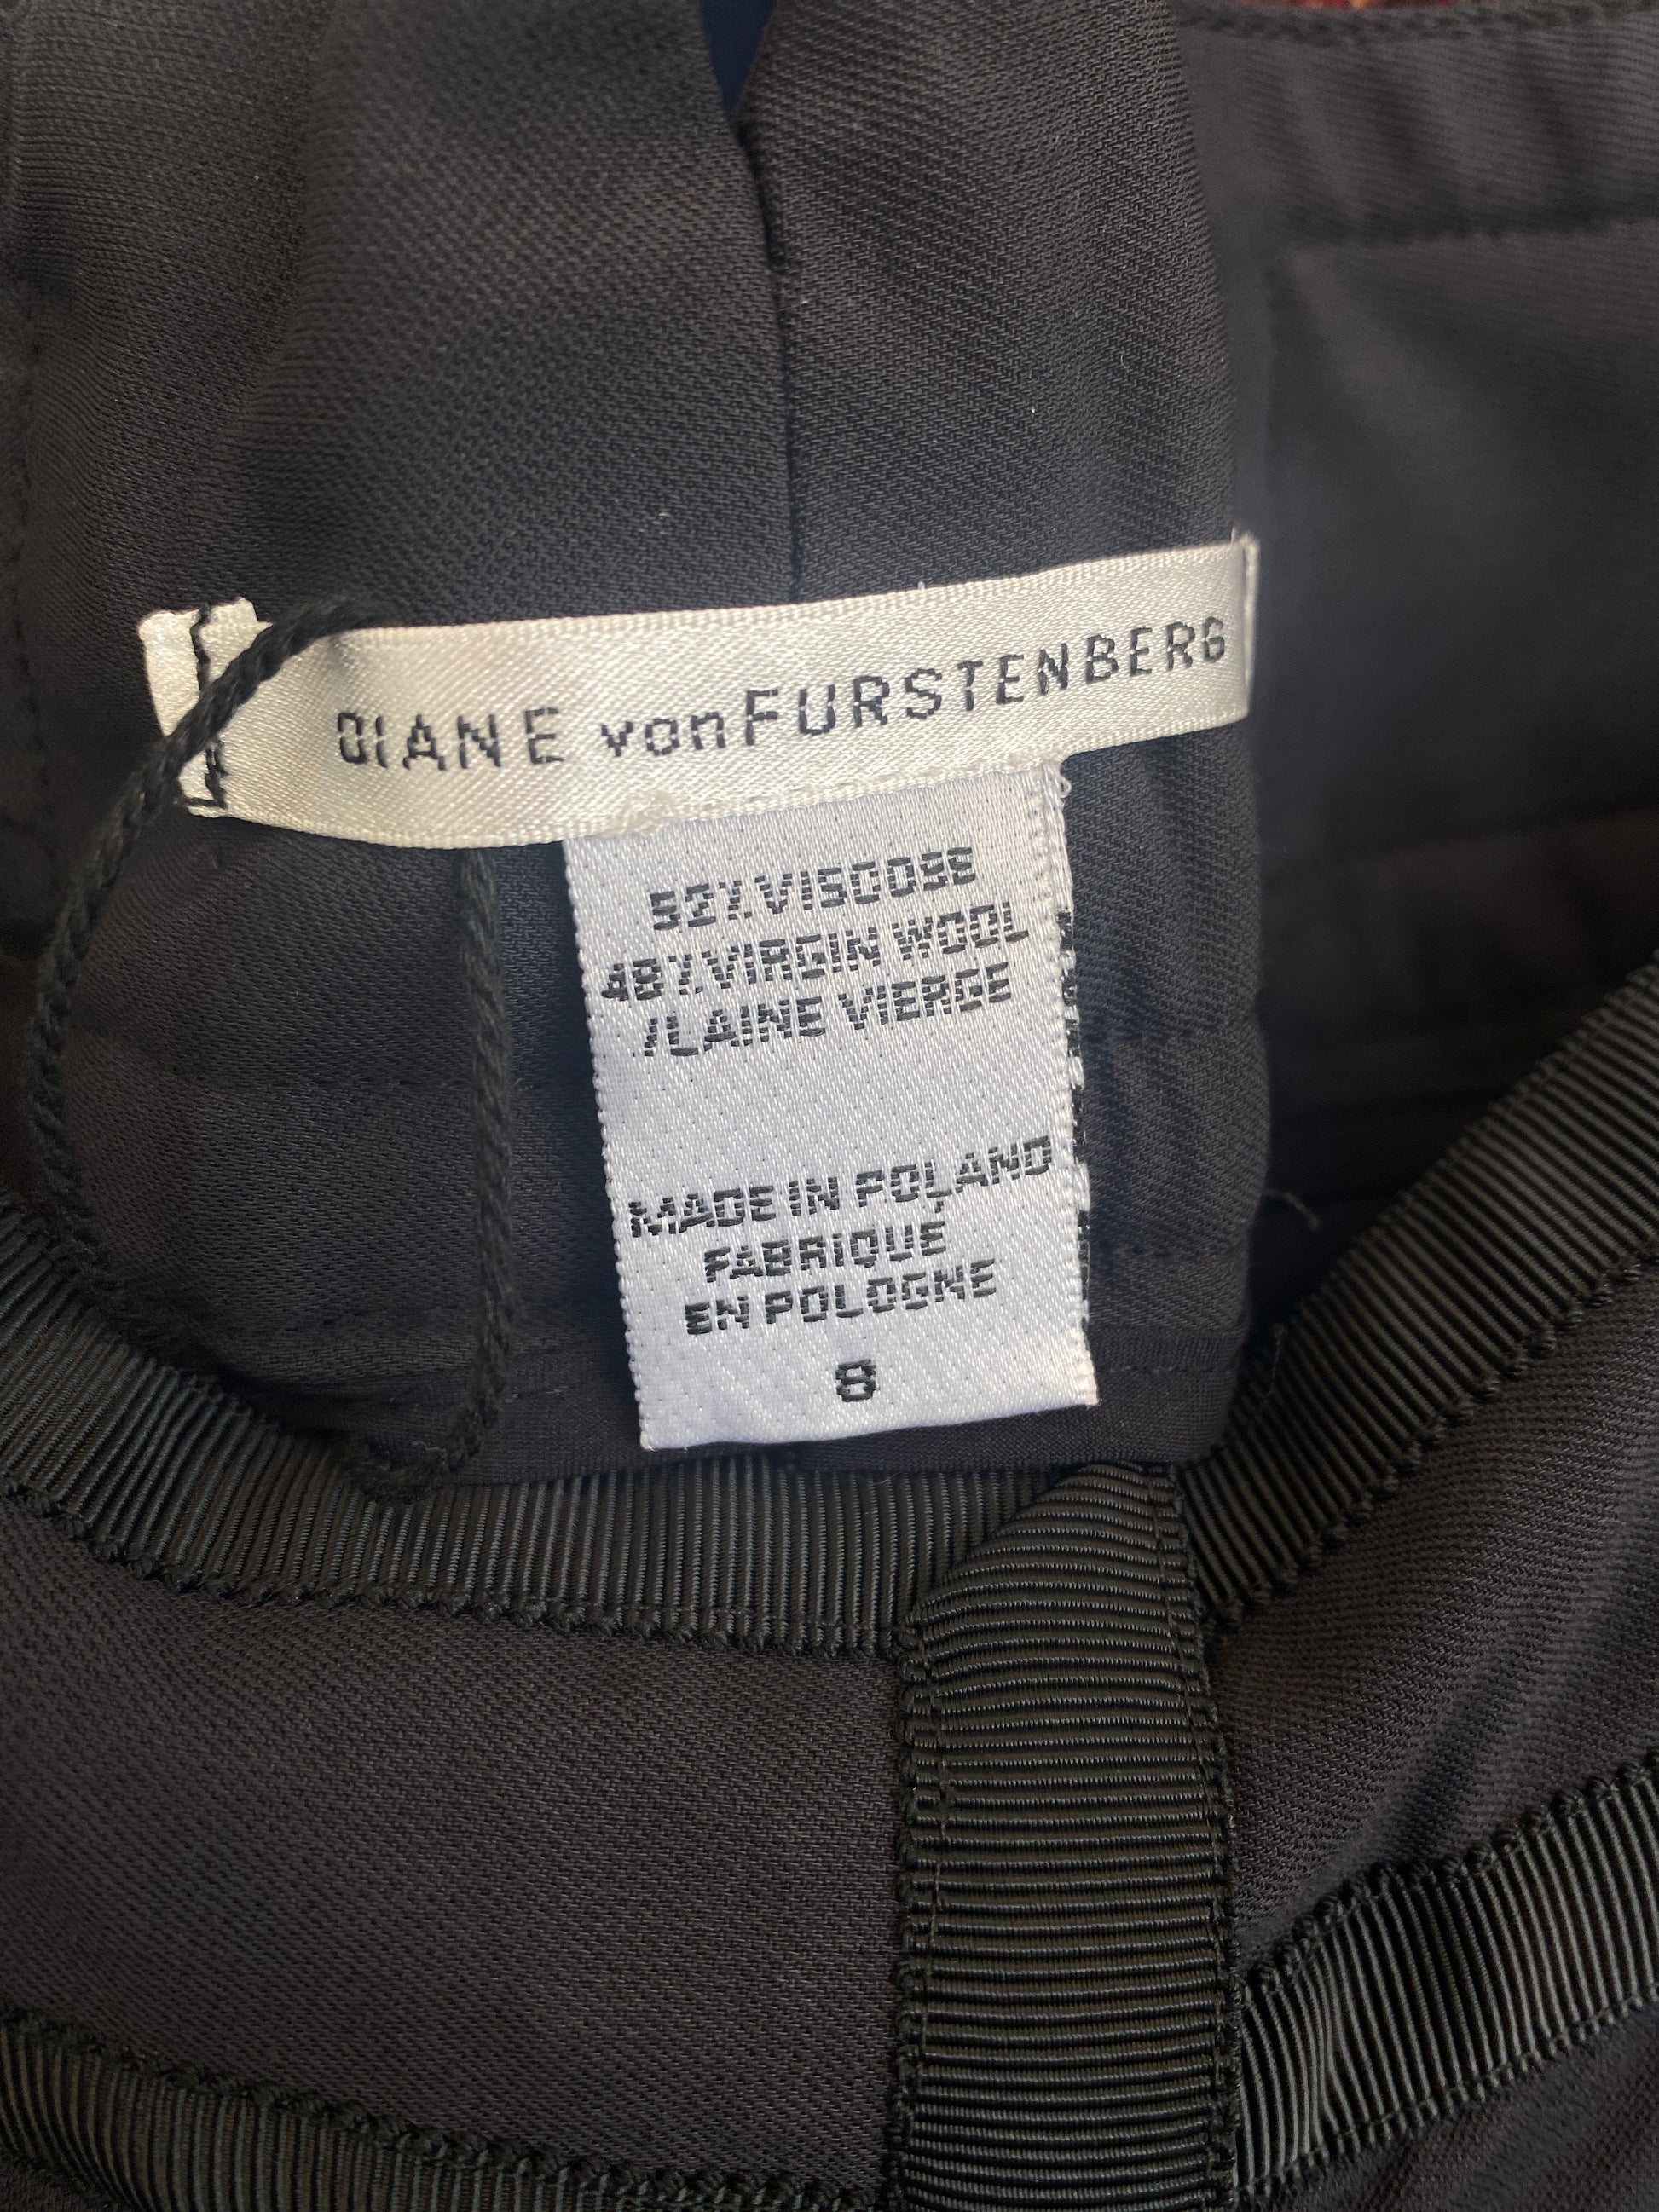 DIANE von FURSTENBERG
52% VISCOSE
48% VIRGIN WOOL
/LAINE VIERGE
MADE IN POLAND
FABRIQUE
EN POLOGNE
8